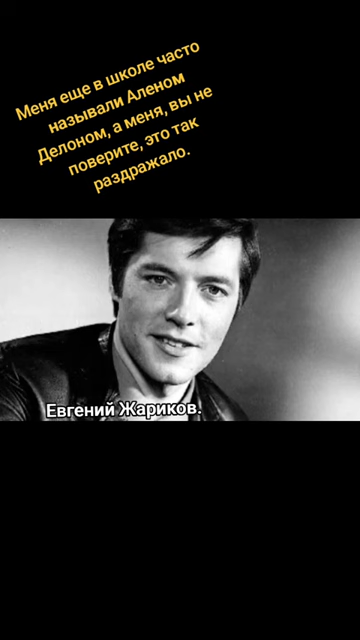 Меня еще в школе часто
называли Аленом
Делоном, а меня, вы не
поверите, это так
раздражало.
Евгений Жариков.